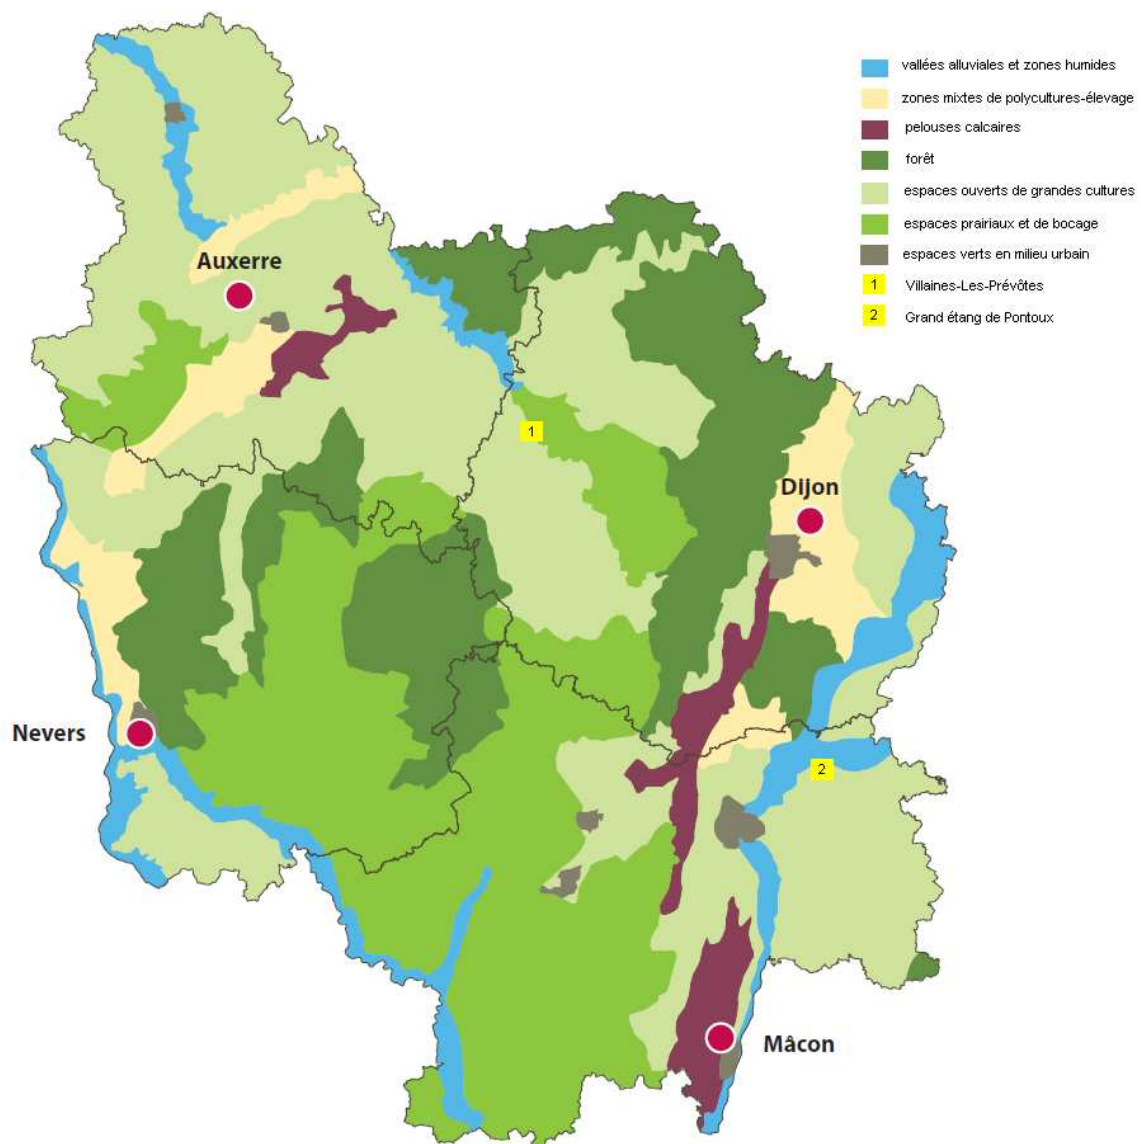 vallées alluviales et zones humides
zones mixtes de polycultures-élevage
pelouses calcaires
forêt
espaces ouverts de grandes cultures
espaces prairiaux et de bocage
espaces verts en milieu urbain
1 Villaines-Les-Prévôtes
2 Grand étang de Pontoux
Auxerre
1
Dijon
Nevers
2
Mâcon